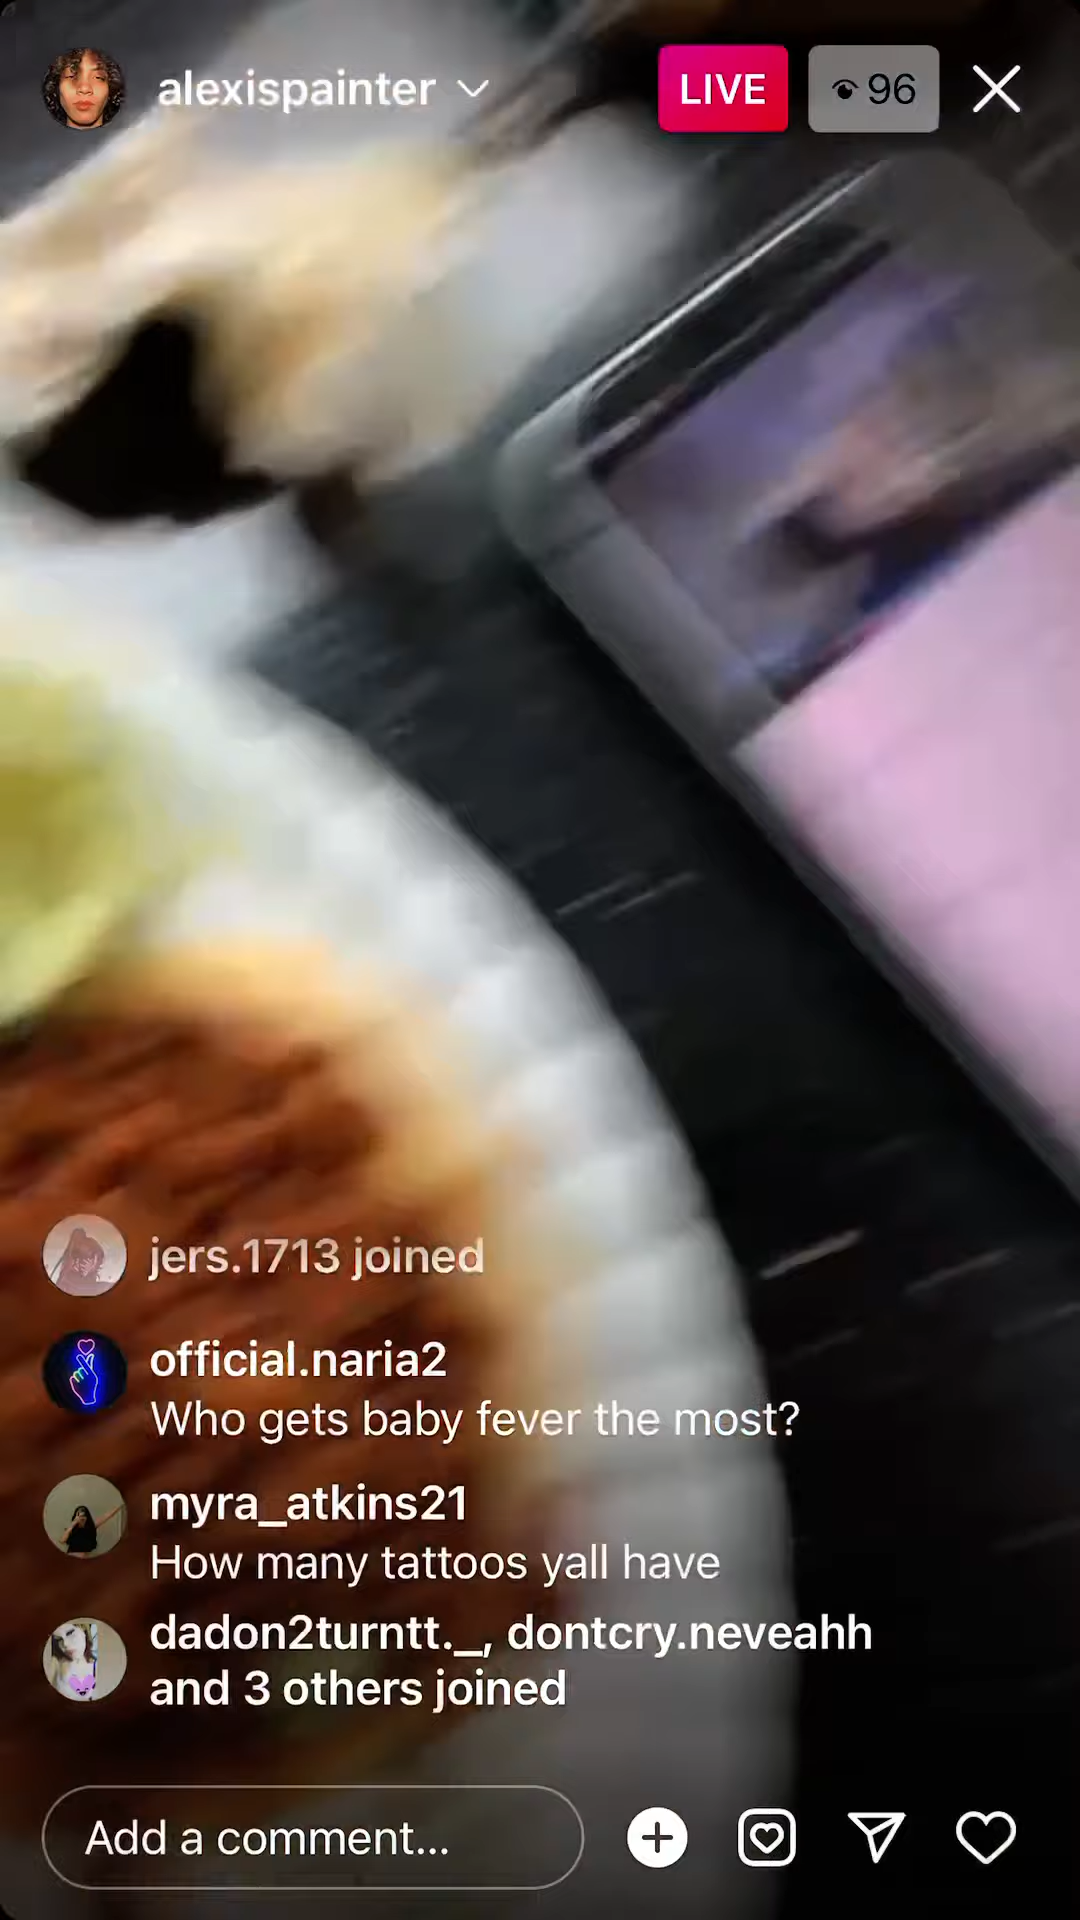 alexispainter
LIVE
96
jers.1713 joined
official.naria2
Who gets baby fever the most?
myra_atkins21
How many tattoos yall have
dadon2turntt._, dontcry.neveahh
and 3 others joined
Add a comment...